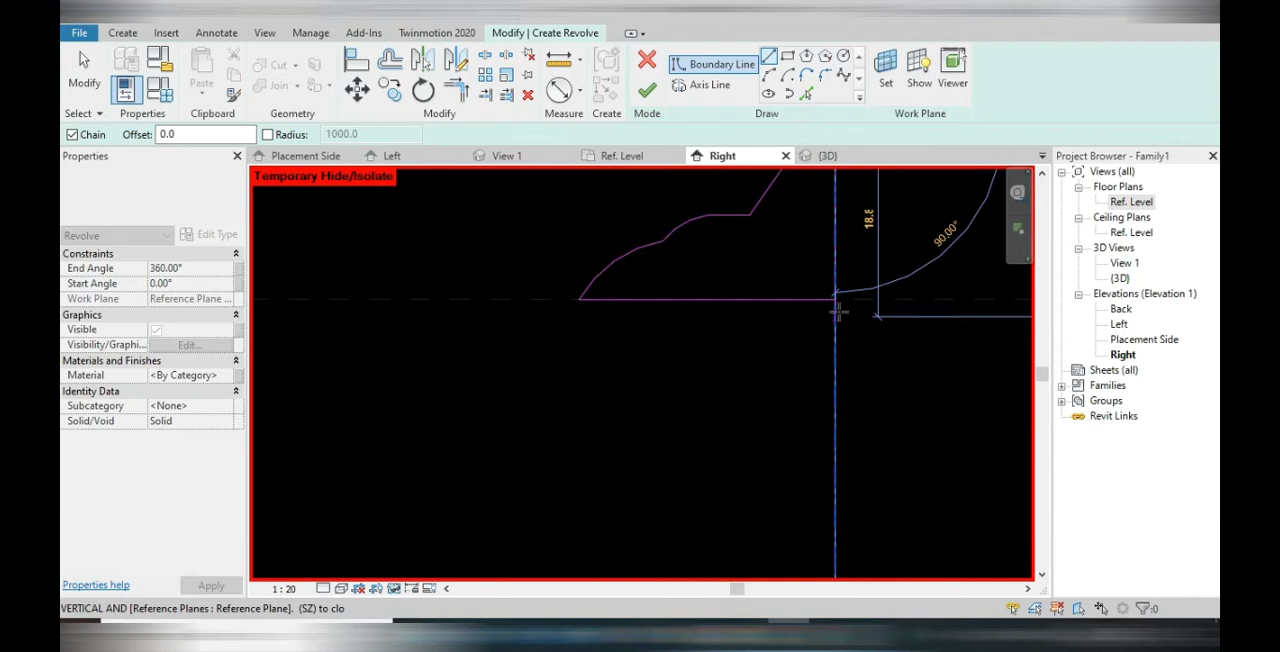 File Create Insert Annotate View Manage Add-Ins Twinmotion 2020 Modify | Create Revolve
Modify Paste Cut Join Boundary Line Axis Line Set Show Viewer
Select Properties Clipboard Geometry Modify Measure Create Mode Draw Work Plane
Chain Offset: 0.0 Radius: 1000.0
Properties
Placement Side Left View 1 Ref. Level Right {3D}
Project Browser - Family1
Temporary Hide/Isolate
Revolve Edit Type
Constraints
End Angle 360.00°
Start Angle 0.00°
Work Plane Reference Plane ...
Graphics
Visible
Visibility/Graphi... Edit...
Materials and Finishes
Material <By Category>
Identity Data
Subcategory <None>
Solid/Void Solid
Properties help Apply
90.00°
Views (all)
Floor Plans
Ref. Level
Ceiling Plans
Ref. Level
3D Views
View 1
{3D}
Elevations (Elevation 1)
Back
Left
Placement Side
Right
Sheets (all)
Families
Groups
Revit Links
1 : 20
VERTICAL AND [Reference Planes : Reference Plane]. (SZ) to clo
:0